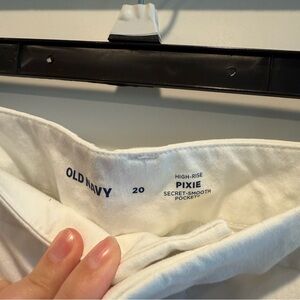 OLD NAVY
20
HIGH-RISE
PIXIE
SECRET-SMOOTH
POCKETS